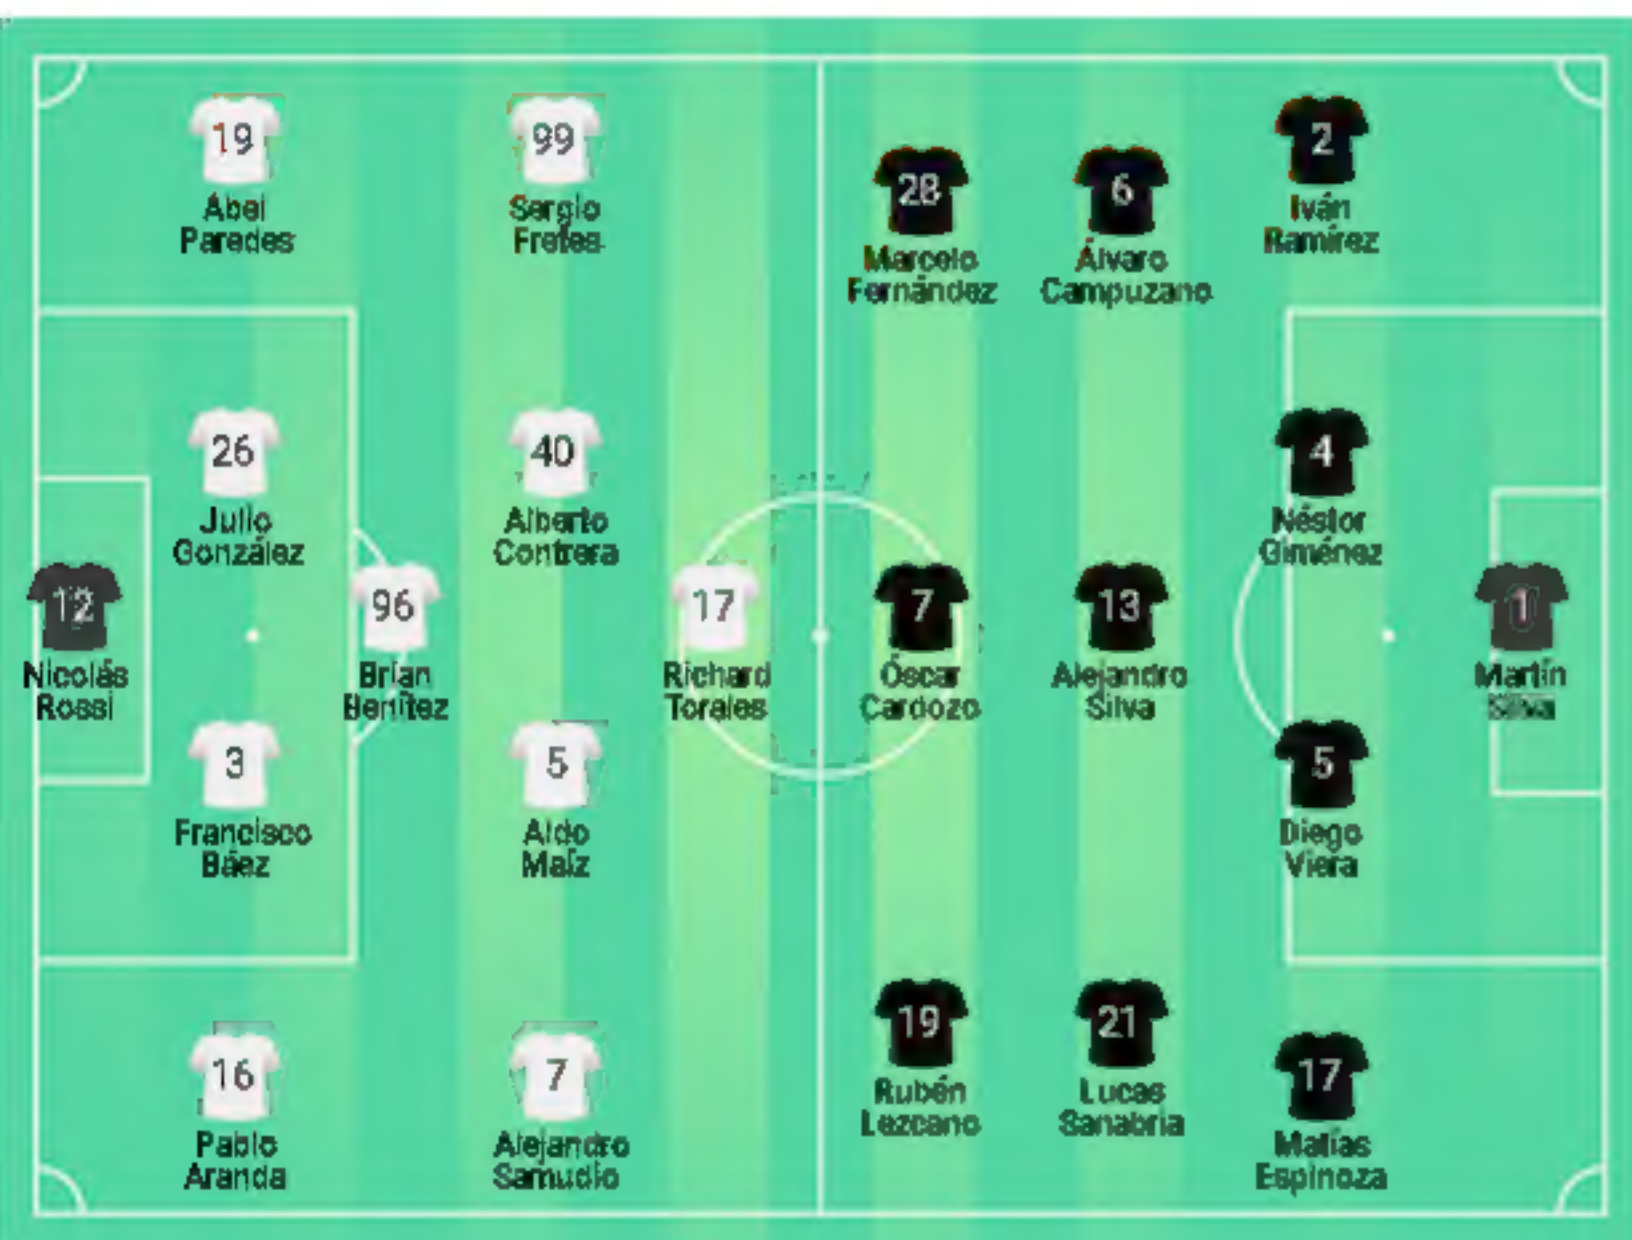 19
Abel
Paredes
99
Sergio
Fretes
28
Marcelo
Fernández
6
Álvaro
Campuzano
2
Iván
Ramírez
26
Julio
González
40
Alberto
Contrera
4
Néstor
Giménez
12
Nicolás
Rossi
96
Brian
Benítez
17
Richard
Torales
7
Óscar
Cardozo
13
Alejandro
Silva
1
Martín
Silva
3
Francisco
Báez
5
Aldo
Maíz
5
Diego
Viera
16
Pablo
Aranda
7
Alejandro
Samudio
19
Rubén
Lezcano
21
Lucas
Sanabria
17
Matías
Espinoza